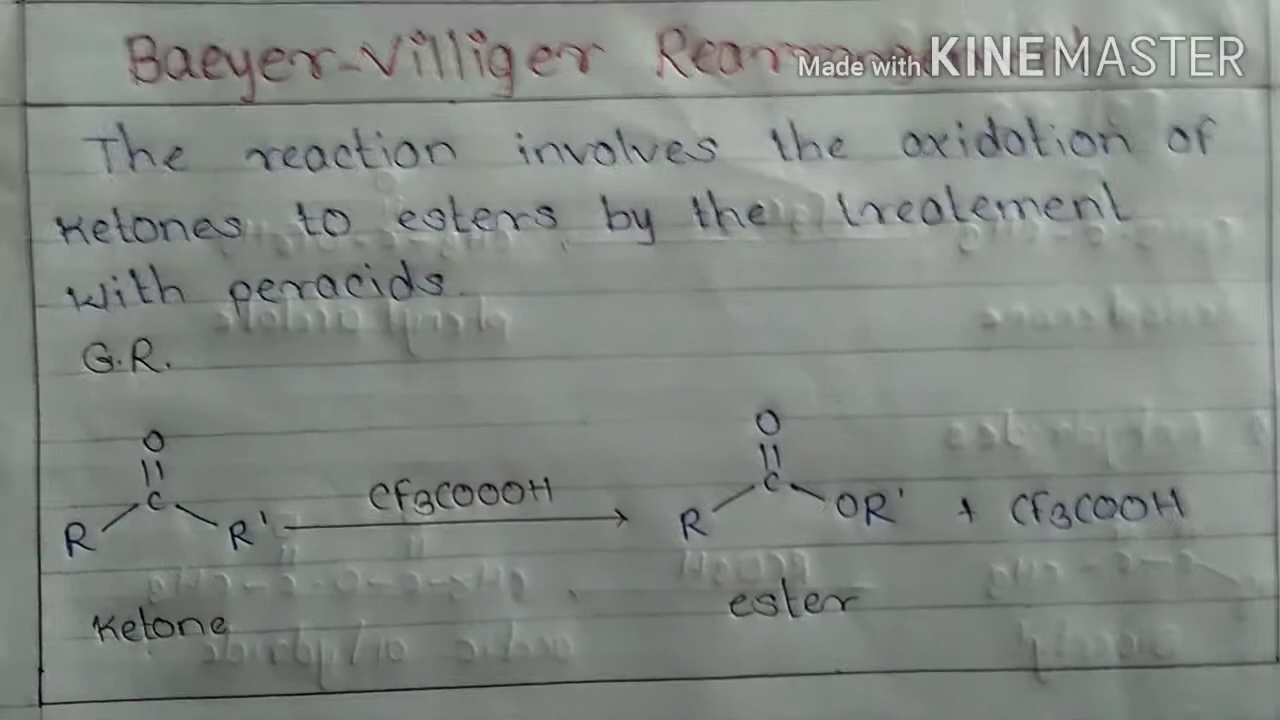 Baeyer-Villiger
Made with KINEMASTER
The reaction involves the oxidation of
Ketones to esters by the treatement
with peracids.
G.R.
O
||
C
R R'
CF3COOOH
O
||
C
R OR' + CF3COOH
Ketone
ester